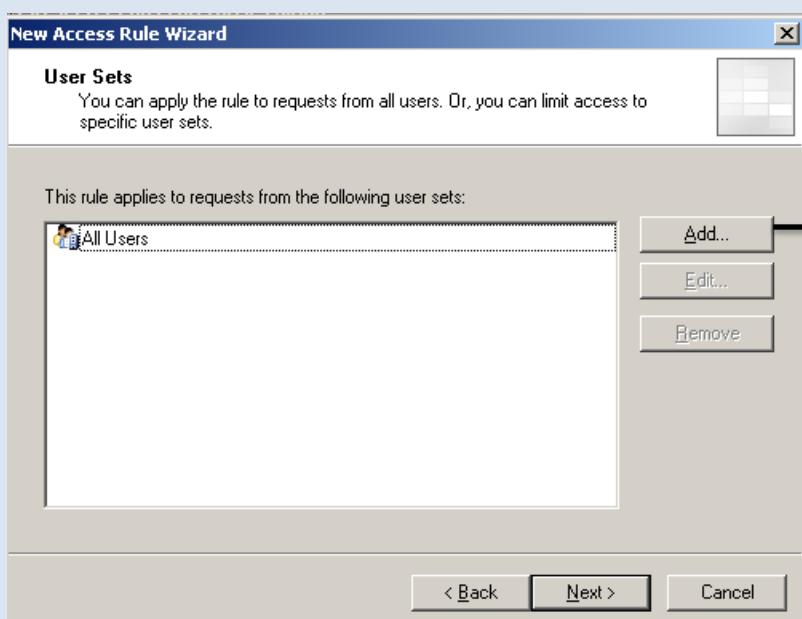 New Access Rule Wizard
User Sets
You can apply the rule to requests from all users. Or, you can limit access to
specific user sets.
This rule applies to requests from the following user sets:
All Users
Add...
Edit...
Remove
< Back
Next >
Cancel